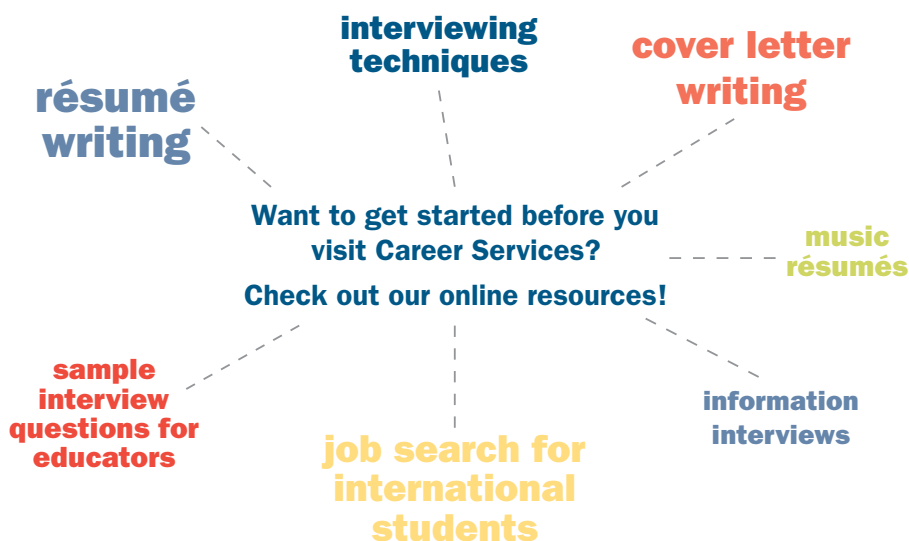 interviewing
techniques
cover letter
writing
résumé
writing
Want to get started before you
visit Career Services?
Check out our online resources!
music
résumés
sample
interview
questions for
educators
information
interviews
job search for
international
students